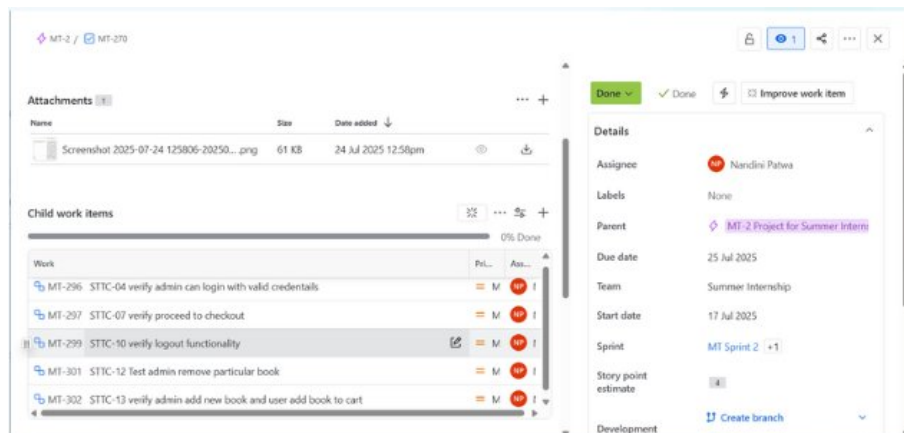 MT-2 / MT-270
1
Attachments 1
Name Size Date added
Screenshot 2025-07-24 125806-20250....png 61 KB 24 Jul 2025 12:58pm
Child work items
0% Done
Work Pri... Ass...
MT-296 STTC-04 verify admin can login with valid credentails M NP
MT-297 STTC-07 verify proceed to checkout M NP
MT-299 STTC-10 verify logout functionality M NP
MT-301 STTC-12 Test admin remove particular book M NP
MT-302 STTC-13 verify admin add new book and user add book to cart M NP
Done Done Improve work item
Details
Assignee NP Nandini Patwa
Labels None
Parent MT-2 Project for Summer Intern
Due date 25 Jul 2025
Team Summer Internship
Start date 17 Jul 2025
Sprint MT Sprint 2 +1
Story point
estimate 4
Development Create branch